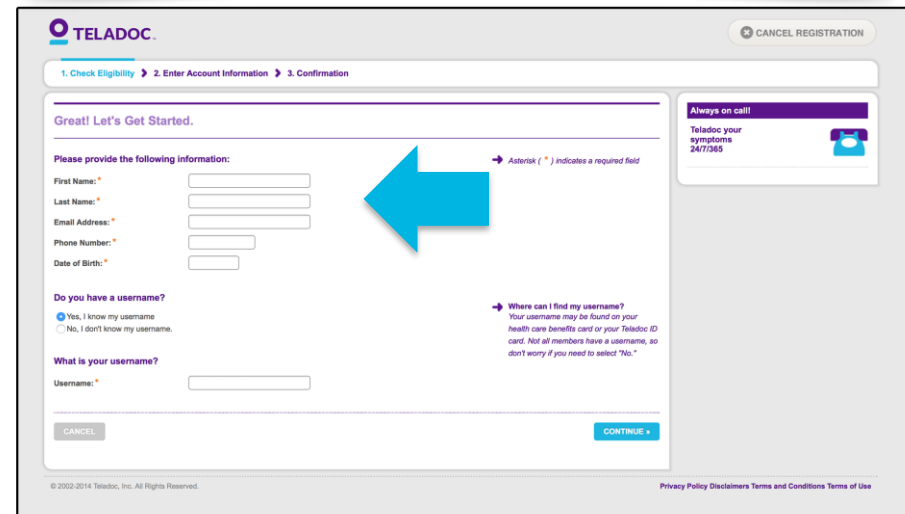 TELADOC
CANCEL REGISTRATION
1. Check Eligibility 2. Enter Account Information 3. Confirmation
Great! Let's Get Started.
Please provide the following information:
Asterisk ( * ) indicates a required field
First Name: *
Last Name: *
Email Address: *
Phone Number: *
Date of Birth: *
Do you have a username?
Yes, I know my username
No, I don't know my username.
Where can I find my username?
Your username may be found on your
health care benefits card or your Teladoc ID
card. Not all members have a username, so
don't worry if you need to select "No."
What is your username?
Username: *
CANCEL
CONTINUE »
Always on call!
Teladoc your
symptoms
24/7/365
© 2002-2014 Teladoc, Inc. All Rights Reserved.
Privacy Policy Disclaimers Terms and Conditions Terms of Use